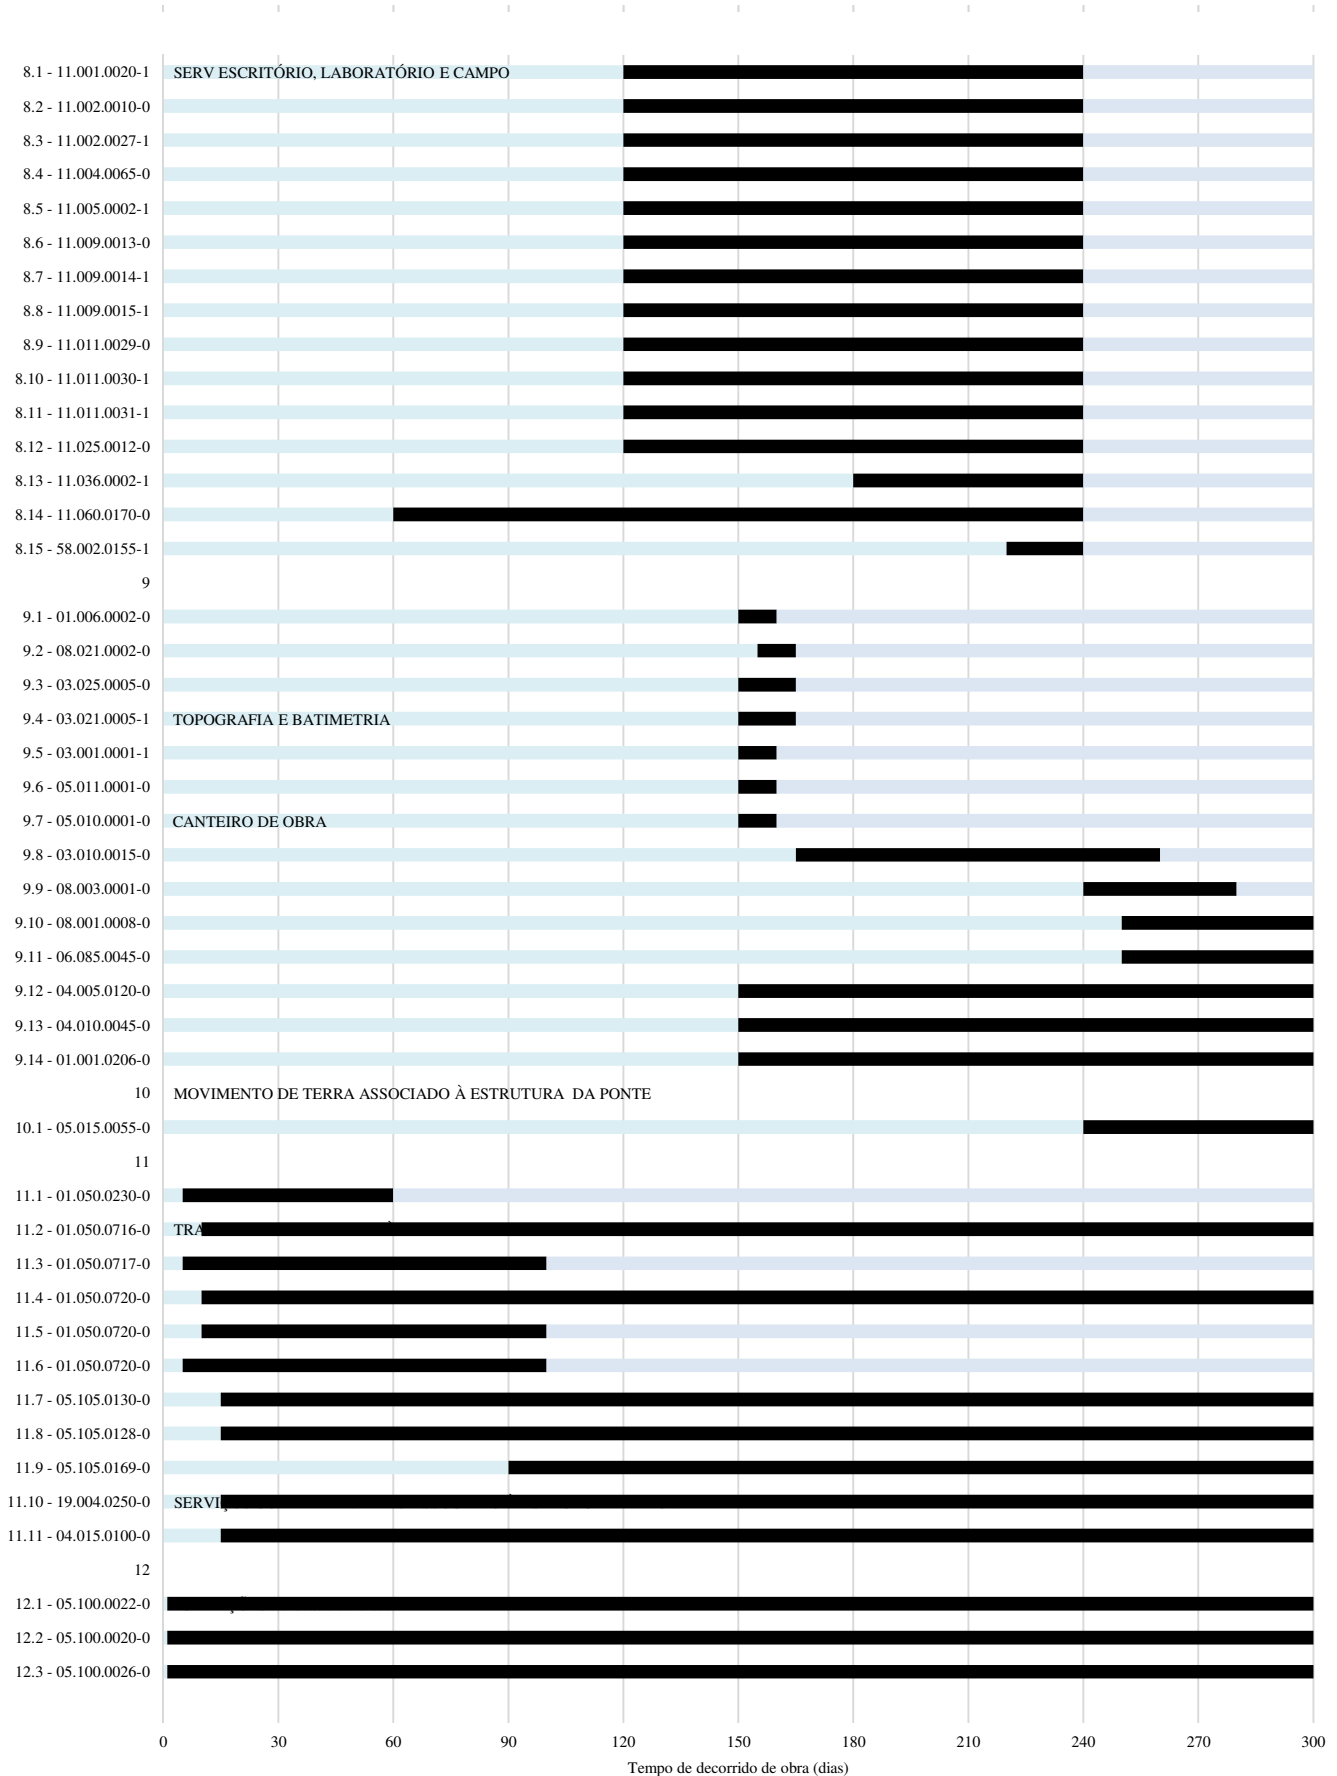 8.1 - 11.001.0020-1 SERV ESCRITÓRIO, LABORATÓRIO E CAMPO
8.2 - 11.002.0010-0
8.3 - 11.002.0027-1
8.4 - 11.004.0065-0
8.5 - 11.005.0002-1
8.6 - 11.009.0013-0
8.7 - 11.009.0014-1
8.8 - 11.009.0015-1
8.9 - 11.011.0029-0
8.10 - 11.011.0030-1
8.11 - 11.011.0031-1
8.12 - 11.025.0012-0
8.13 - 11.036.0002-1
8.14 - 11.060.0170-0
8.15 - 58.002.0155-1
9
9.1 - 01.006.0002-0
9.2 - 08.021.0002-0
9.3 - 03.025.0005-0
9.4 - 03.021.0005-1 TOPOGRAFIA E BATIMETRIA
9.5 - 03.001.0001-1
9.6 - 05.011.0001-0
9.7 - 05.010.0001-0 CANTEIRO DE OBRA
9.8 - 03.010.0015-0
9.9 - 08.003.0001-0
9.10 - 08.001.0008-0
9.11 - 06.085.0045-0
9.12 - 04.005.0120-0
9.13 - 04.010.0045-0
9.14 - 01.001.0206-0
10 MOVIMENTO DE TERRA ASSOCIADO À ESTRUTURA DA PONTE
10.1 - 05.015.0055-0
11
11.1 - 01.050.0230-0
11.2 - 01.050.0716-0 TRA
11.3 - 01.050.0717-0
11.4 - 01.050.0720-0
11.5 - 01.050.0720-0
11.6 - 01.050.0720-0
11.7 - 05.105.0130-0
11.8 - 05.105.0128-0
11.9 - 05.105.0169-0
11.10 - 19.004.0250-0 SERVI
11.11 - 04.015.0100-0
12
12.1 - 05.100.0022-0
12.2 - 05.100.0020-0
12.3 - 05.100.0026-0
0 30 60 90 120 150 180 210 240 270 300
Tempo de decorrido de obra (dias)